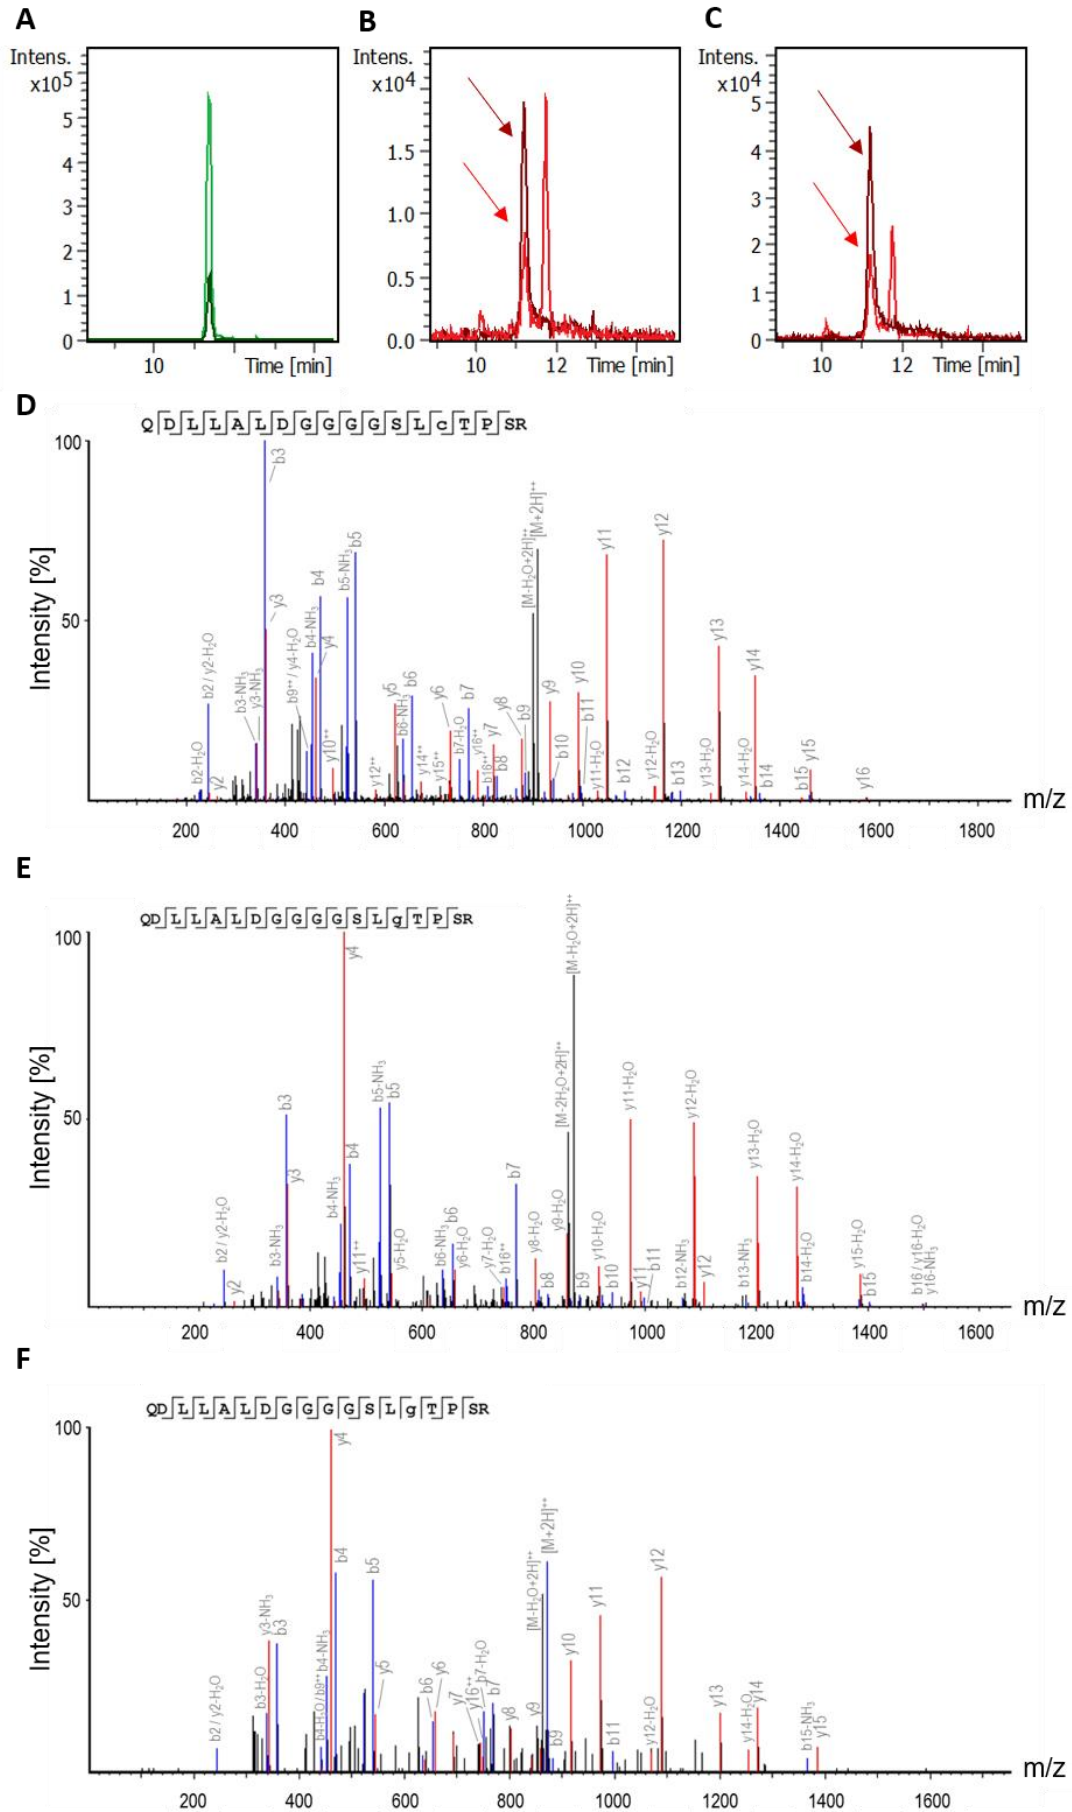 A
B
C
Intens.
x10⁵
5
4
3
2
1
0
10
Time [min]
Intens.
x10⁴
1.5
1.0
0.5
0.0
10
12
Time [min]
Intens.
x10⁴
5
4
3
2
1
0
10
12
Time [min]
D
Q D L L A L D G G G G S L c T P SR
100
50
Intensity [%]
b2-H₂O
b2 / y2-H₂O
y2
b3-NH₃
y3-NH₃
b3
y3
b9⁺⁺ / y4-H₂O
b4-NH₃
b4
y4
y10⁺⁺
b5-NH₃
b5
y12⁺⁺
y5
b6-NH₃
b6
y14⁺⁺
y15⁺⁺
y6
b7-H₂O
b7
y16⁺⁺
b16⁺⁺
y7
b8
y8
b9
[M-H₂O+2H]⁺⁺
[M+2H]⁺⁺
y9
b10
y10
b11
y11-H₂O
y11
b12
y12-H₂O
y12
b13
y13-H₂O
y13
y14-H₂O
y14
b14
b15
y15
y16
m/z
200 400 600 800 1000 1200 1400 1600 1800
E
QD L L A L D G G G G S L g T P SR
100
50
Intensity [%]
b2 / y2-H₂O
y2
b3-NH₃
b3
y3
b4-NH₃
y4
b4
y11⁺⁺
b5-NH₃
b5
y5-H₂O
b6-NH₃
b6
y6-H₂O
y7-H₂O
b16⁺⁺
b7
y8-H₂O
b8
y9-H₂O
[M-2H₂O+2H]⁺⁺
[M-H₂O+2H]⁺⁺
b9
y10-H₂O
b10
y11-H₂O
y11
b11
b12-NH₃
y12-H₂O
y12
b13-NH₃
y13-H₂O
y14-H₂O
b14-H₂O
y15-H₂O
b15
b16 / y16-H₂O
y16-NH₃
m/z
200 400 600 800 1000 1200 1400 1600
F
QD L L A L D G G G G S L g T P SR
100
50
Intensity [%]
b2 / y2-H₂O
b3-H₂O
y3-NH₃
b3
b4-H₂O / b9⁺⁺
b4-NH₃
y4
b4
b5
y5
b6
y6
y7
y16⁺⁺
b7-H₂O
b7
y8
y9
[M-H₂O+2H]⁺⁺
[M+2H]⁺⁺
b9
y10
y11
b11
y12-H₂O
y12
y13
y14-H₂O
y14
b15-NH₃
y15
m/z
200 400 600 800 1000 1200 1400 1600